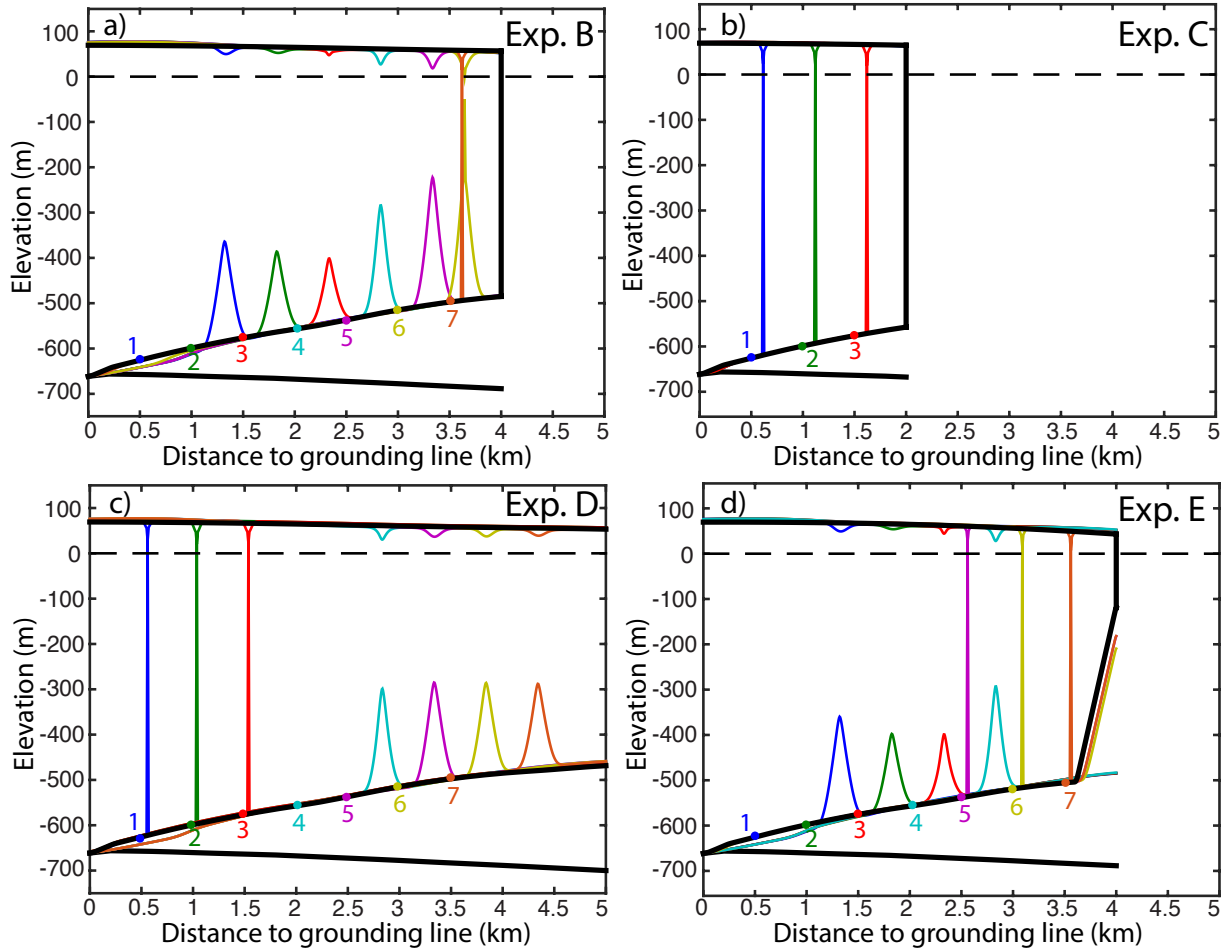 a) Exp. B
100
0
-100
-200
-300
-400
-500
-600
-700
Elevation (m)
1 2 3 4 5 6 7
0 0.5 1 1.5 2 2.5 3 3.5 4 4.5 5
Distance to grounding line (km)
b) Exp. C
100
0
-100
-200
-300
-400
-500
-600
-700
Elevation (m)
1 2 3
0 0.5 1 1.5 2 2.5 3 3.5 4 4.5 5
Distance to grounding line (km)
c) Exp. D
100
0
100
-200
-300
-400
-500
-600
-700
Elevation (m)
1 2 3 4 5 6 7
0 0.5 1 1.5 2 2.5 3 3.5 4 4.5 5
Distance to grounding line (km)
d) Exp. E
100
0
100
-200
-300
-400
-500
-600
-700
Elevation (m)
1 2 3 4 5 6 7
0 0.5 1 1.5 2 2.5 3 3.5 4 4.5 5
Distance to grounding line (km)